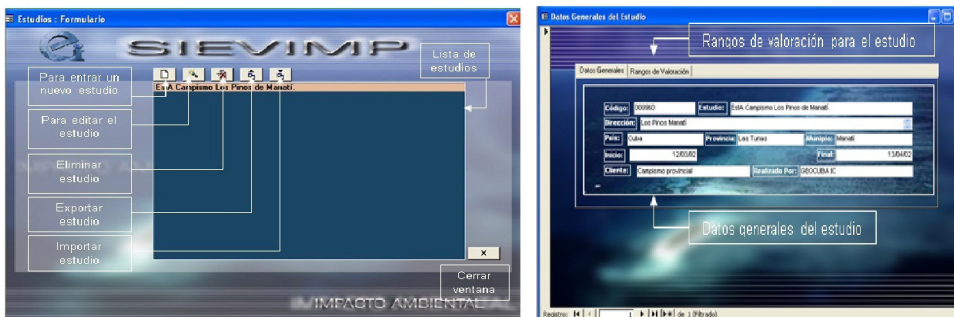 Estudios : Formulario
SIEVIMP
Lista de
estudios
Para entrar un
nuevo estudio
Para editar el
estudio
Eliminar
estudio
Exportar
estudio
Importar
estudio
EsIA Campismo Los Pinos de Manatí.
x
Cerrar
ventana
IMPACTO AMBIENTAL
Datos Generales del Estudio
Rangos de valoración para el estudio
Datos Generales Rangos de Valoración
Código: 000960 Estudio: EsIA Campismo Los Pinos de Manatí.
Dirección: Los Pinos Manatí
País: Cuba Provincia: Las Tunas Municipio: Manatí
Inicio: 12/03/02 Final: 13/04/02
Cliente: Campismo provincial Realizado Por: GEOCUBA IC
Datos generales del estudio
Registro: 1 de 1 (Filtrado)